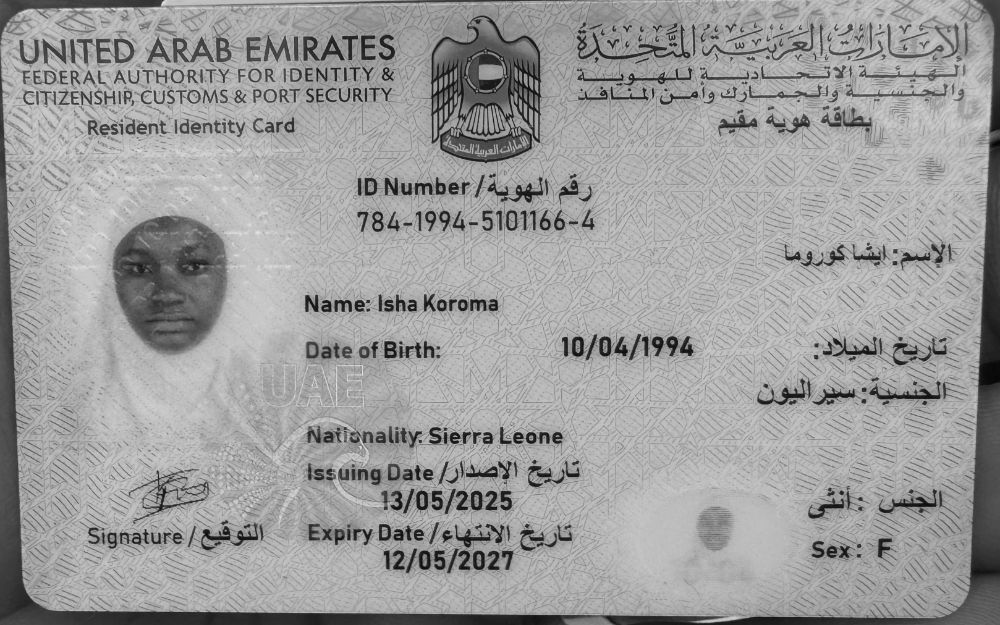 UNITED ARAB EMIRATES
FEDERAL AUTHORITY FOR IDENTITY &
CITIZENSHIP, CUSTOMS & PORT SECURITY
Resident Identity Card
الإمارات العربية المتحدة
الهيئة الاتحادية للهوية
والجنسية والجمارك وأمن المنافذ
بطاقة هوية مقيم
الإمارات العربية المتحدة
ID Number / رقم الهوية
784-1994-5101166-4
الإسم: ايشا كوروما
Name: Isha Koroma
Date of Birth: 10/04/1994 تاريخ الميلاد:
الجنسية: سيراليون
UAE
Nationality: Sierra Leone
Issuing Date / تاريخ الإصدار
13/05/2025
الجنس : أنثى
Signature / التوقيع
Expiry Date / تاريخ الانتهاء
12/05/2027
Sex: F